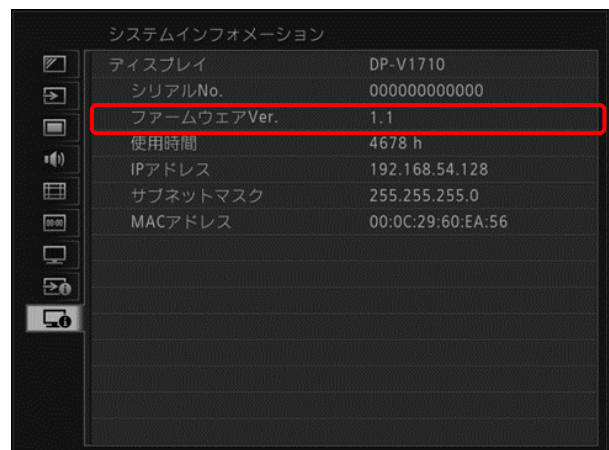 システムインフォメーション
ディスプレイ DP-V1710
シリアルNo. 000000000000
ファームウェアVer. 1.1
使用時間 4678 h
IPアドレス 192.168.54.128
サブネットマスク 255.255.255.0
MACアドレス 00:0C:29:60:EA:56
00:00